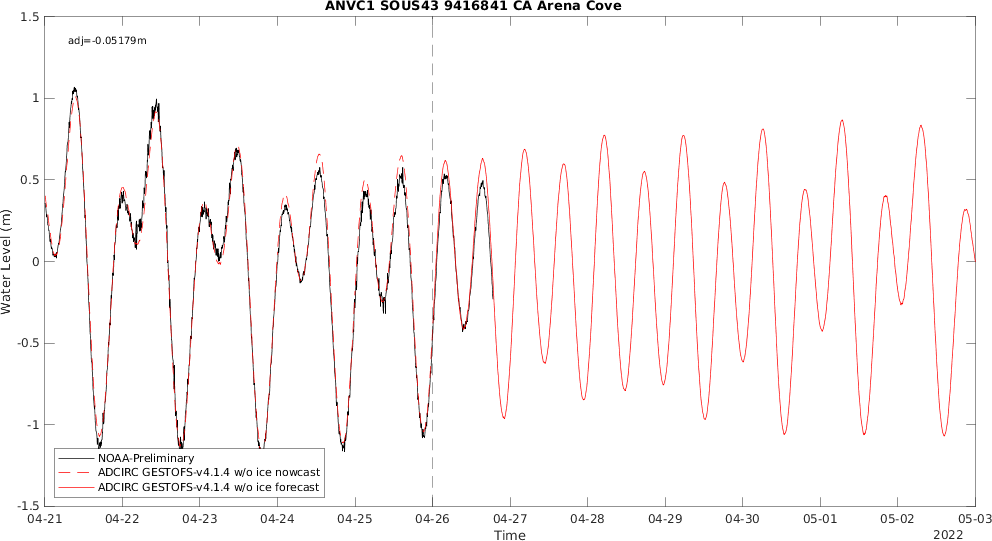 ANVC1 SOUS43 9416841 CA Arena Cove
adj=-0.05179m
Water Level (m)
1.5
1
0.5
0
-0.5
-1
-1.5
NOAA-Preliminary
ADCIRC GESTOFS-v4.1.4 w/o ice nowcast
ADCIRC GESTOFS-v4.1.4 w/o ice forecast
04-21 04-22 04-23 04-24 04-25 04-26 04-27 04-28 04-29 04-30 05-01 05-02 05-03
Time
2022